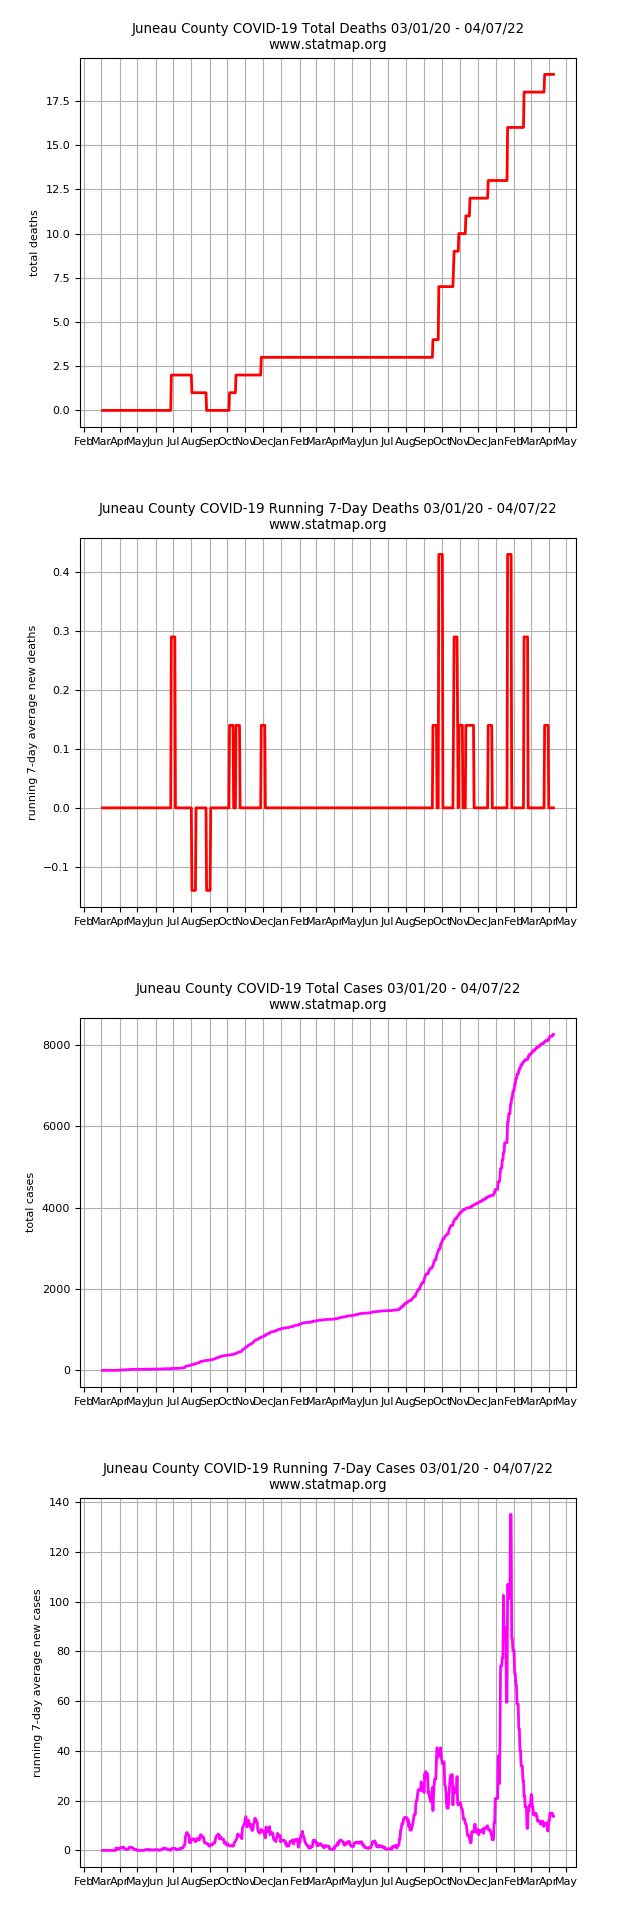 Juneau County COVID-19 Total Deaths 03/01/20 - 04/07/22
www.statmap.org
17.5
15.0
12.5
10.0
7.5
5.0
2.5
0.0
total deaths
Feb Mar Apr May Jun Jul Aug Sep Oct Nov Dec Jan Feb Mar Apr May Jun Jul Aug Sep Oct Nov Dec Jan Feb Mar Apr May
Juneau County COVID-19 Running 7-Day Deaths 03/01/20 - 04/07/22
www.statmap.org
0.4
0.3
0.2
0.1
0.0
−0.1
running 7-day average new deaths
Feb Mar Apr May Jun Jul Aug Sep Oct Nov Dec Jan Feb Mar Apr May Jun Jul Aug Sep Oct Nov Dec Jan Feb Mar Apr May
Juneau County COVID-19 Total Cases 03/01/20 - 04/07/22
www.statmap.org
8000
6000
4000
2000
0
total cases
Feb Mar Apr May Jun Jul Aug Sep Oct Nov Dec Jan Feb Mar Apr May Jun Jul Aug Sep Oct Nov Dec Jan Feb Mar Apr May
Juneau County COVID-19 Running 7-Day Cases 03/01/20 - 04/07/22
www.statmap.org
140
120
100
80
60
40
20
0
running 7-day average new cases
Feb Mar Apr May Jun Jul Aug Sep Oct Nov Dec Jan Feb Mar Apr May Jun Jul Aug Sep Oct Nov Dec Jan Feb Mar Apr May